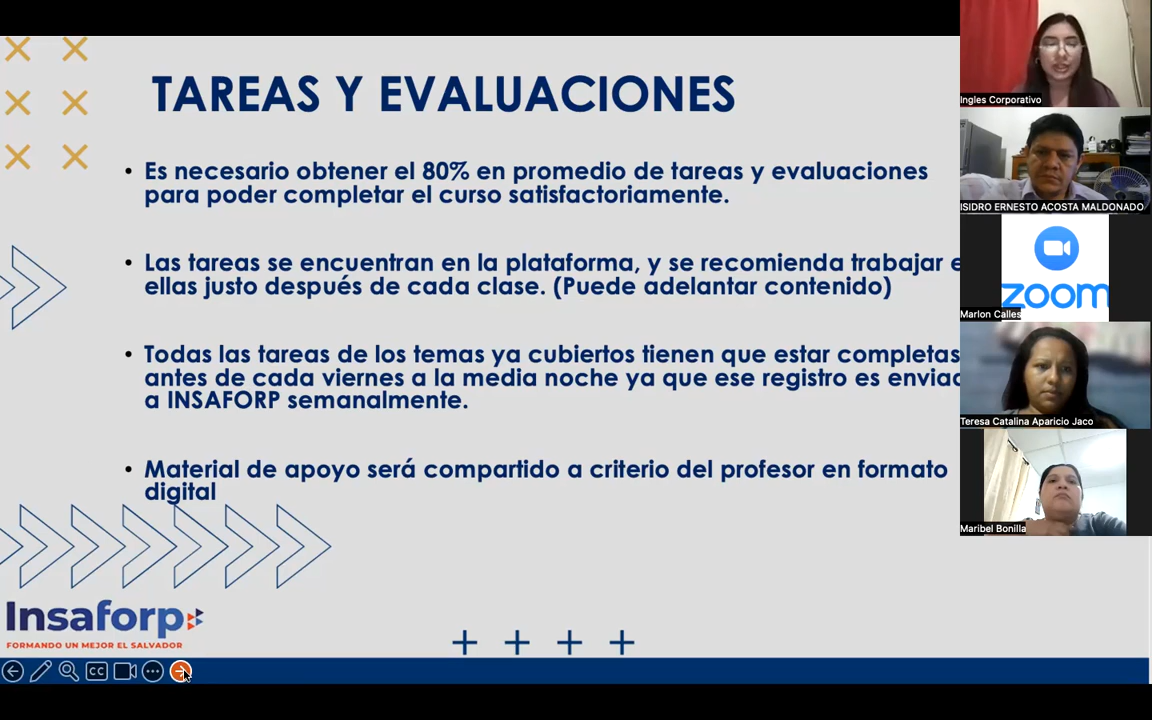 TAREAS Y EVALUACIONES
• Es necesario obtener el 80% en promedio de tareas y evaluaciones
para poder completar el curso satisfactoriamente.
• Las tareas se encuentran en la plataforma, y se recomienda trabajar e
ellas justo después de cada clase. (Puede adelantar contenido)
• Todas las tareas de los temas ya cubiertos tienen que estar completas
antes de cada viernes a la media noche ya que ese registro es enviad
a INSAFORP semanalmente.
• Material de apoyo será compartido a criterio del profesor en formato
digital
Insaforp
FORMANDO UN MEJOR EL SALVADOR
CC
Ingles Corporativo
ISIDRO ERNESTO ACOSTA MALDONADO
zoom
Marlon Calles
Teresa Catalina Aparicio Jaco
Maribel Bonilla